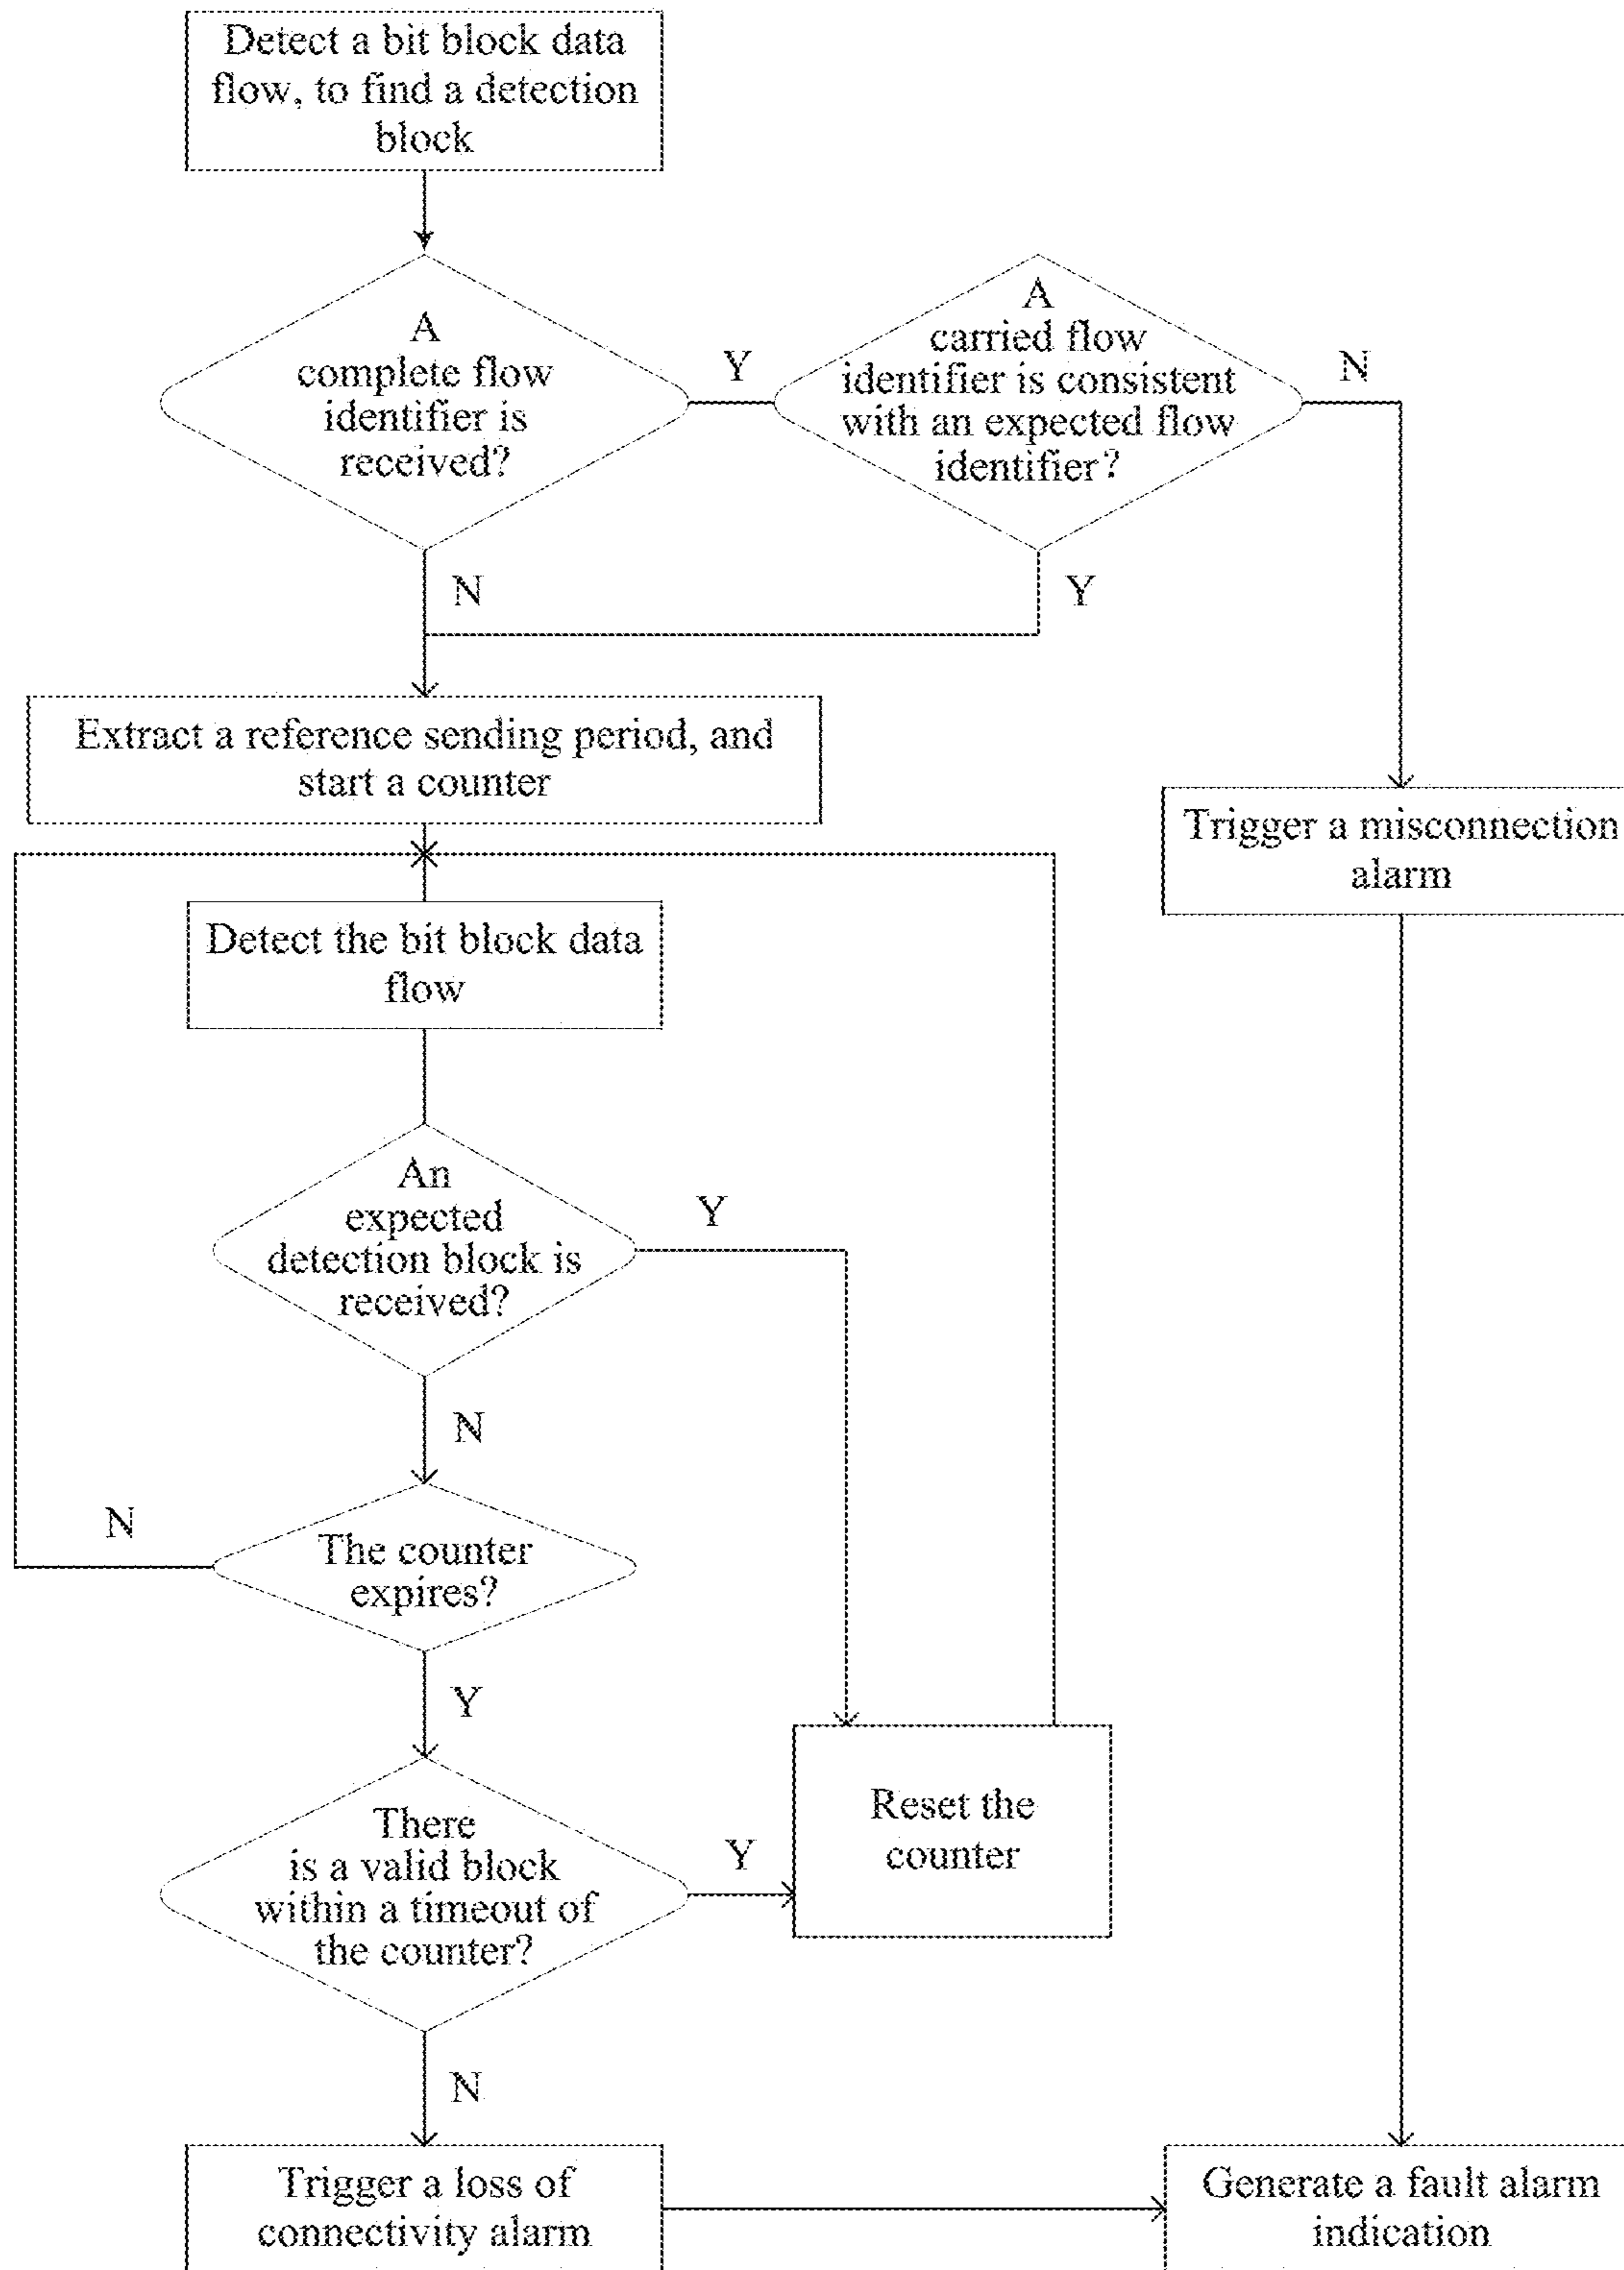 Detect a bit block data
flow, to find a detection
block
A
complete flow
identifier is
received?
Y
A
carried flow
identifier is consistent
with an expected flow
identifier?
N
N
Y
Extract a reference sending period, and
start a counter
Trigger a misconnection
alarm
Detect the bit block data
flow
An
expected
detection block is
received?
Y
N
N
The counter
expires?
Y
There
is a valid block
within a timeout of
the counter?
Y
Reset the
counter
N
Trigger a loss of
connectivity alarm
Generate a fault alarm
indication